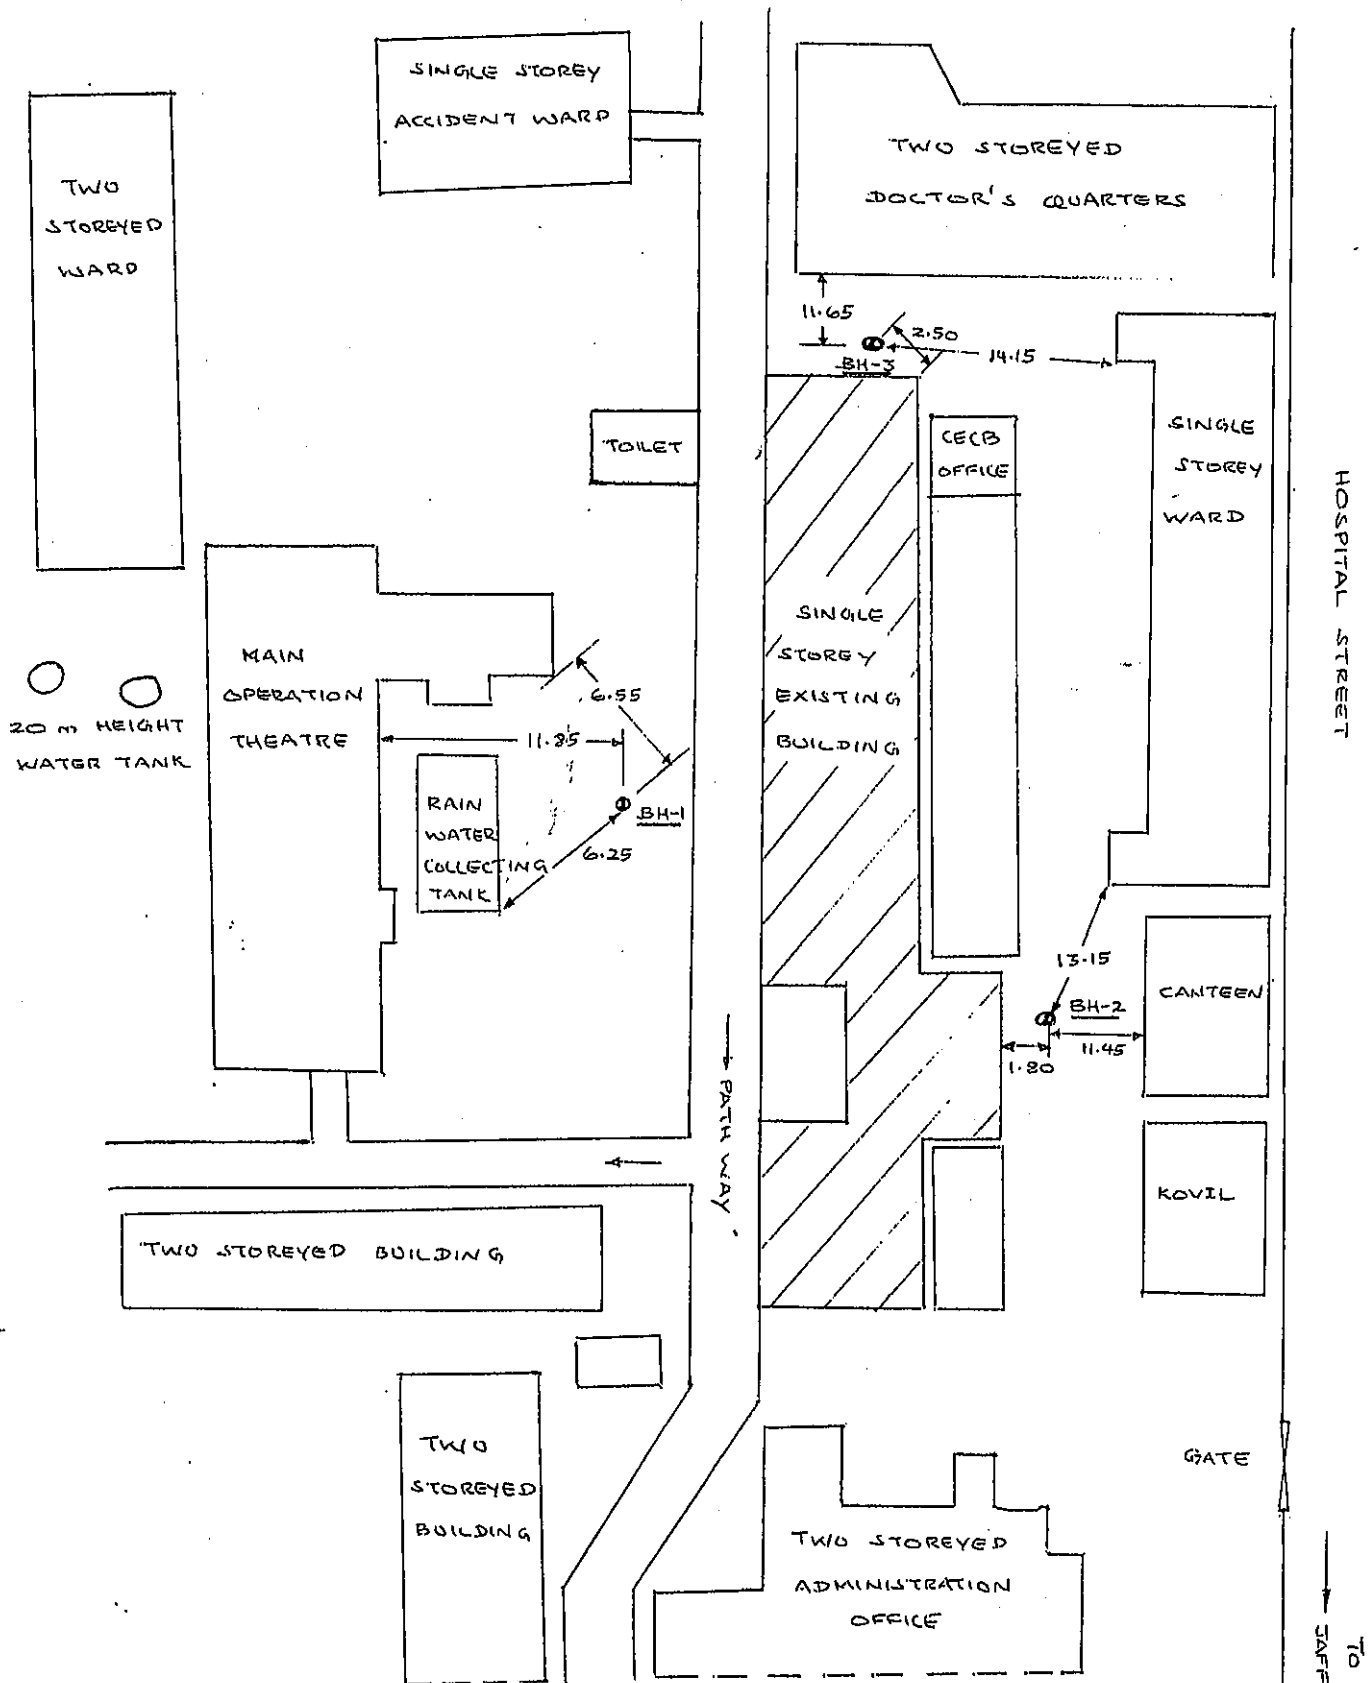 SINGLE STOREY
ACCIDENT WARD
TWO
STOREYED
WARD
TWO STOREYED
DOCTOR'S QUARTERS
11.65
2.50
14.15
BH-3
TOILET
CECB
OFFICE
SINGLE
STOREY
WARD
HOSPITAL STREET
SINGLE
STOREY
EXISTING
BUILDING
MAIN
OPERATION
THEATRE
20 m HEIGHT
WATER TANK
6.55
11.85
RAIN
WATER
COLLECTING
TANK
BH-1
6.25
13.15
BH-2
11.45
1.80
CANTEEN
PATH WAY
KOVIL
TWO STOREYED BUILDING
TWO
STOREYED
BUILDING
GATE
TWO STOREYED
ADMINISTRATION
OFFICE
TO
JAFF